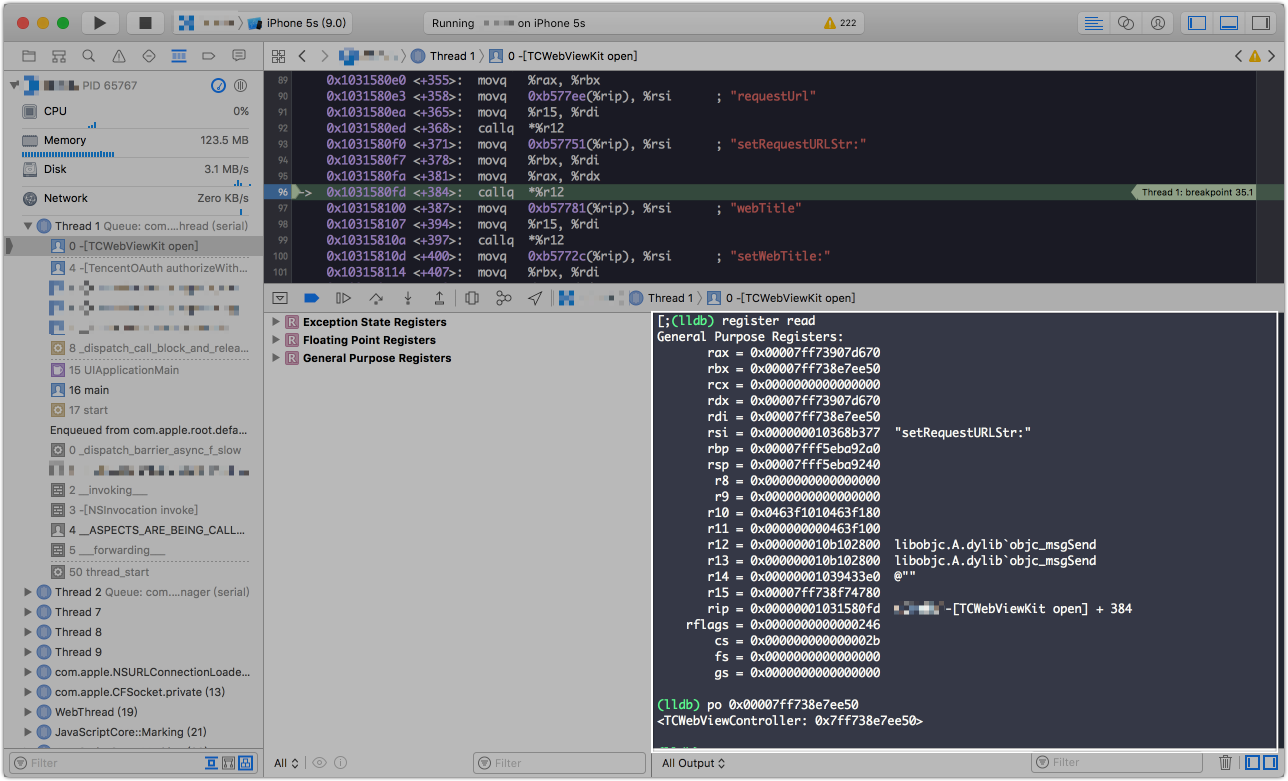 iPhone 5s (9.0)
Running on iPhone 5s
222
Thread 1
0 -[TCWebViewKit open]
PID 65767
CPU
0%
Memory
123.5 MB
Disk
3.1 MB/s
Network
Zero KB/s
Thread 1 Queue: com....hread (serial)
0 -[TCWebViewKit open]
4 -[TencentOAuth authorizeWith...
8 _dispatch_call_block_and_relea...
15 UIApplicationMain
16 main
17 start
Enqueued from com.apple.root.defa...
0 _dispatch_barrier_async_f_slow
2 __invoking___
3 -[NSInvocation invoke]
4 __ASPECTS_ARE_BEING_CALL...
5 ___forwarding___
50 thread_start
Thread 2 Queue: com....nager (serial)
Thread 7
Thread 8
Thread 9
com.apple.NSURLConnectionLoade...
com.apple.CFSocket.private (13)
WebThread (19)
JavaScriptCore::Marking (21)
Filter
89 0x1031580e0 <+355>: movq %rax, %rbx
90 0x1031580e3 <+358>: movq 0xb577ee(%rip), %rsi ; "requestUrl"
91 0x1031580ea <+365>: movq %r15, %rdi
92 0x1031580ed <+368>: callq *%r12
93 0x1031580f0 <+371>: movq 0xb57751(%rip), %rsi ; "setRequestURLStr:"
94 0x1031580f7 <+378>: movq %rbx, %rdi
95 0x1031580fa <+381>: movq %rax, %rdx
96 -> 0x1031580fd <+384>: callq *%r12 Thread 1: breakpoint 35.1
97 0x103158100 <+387>: movq 0xb57781(%rip), %rsi ; "webTitle"
98 0x103158107 <+394>: movq %r15, %rdi
99 0x10315810a <+397>: callq *%r12
100 0x10315810d <+400>: movq 0xb5772c(%rip), %rsi ; "setWebTitle:"
101 0x103158114 <+407>: movq %rbx, %rdi
Thread 1
0 -[TCWebViewKit open]
R Exception State Registers
R Floating Point Registers
R General Purpose Registers
All
Filter
[;(lldb) register read
General Purpose Registers:
rax = 0x00007ff73907d670
rbx = 0x00007ff738e7ee50
rcx = 0x0000000000000000
rdx = 0x00007ff73907d670
rdi = 0x00007ff738e7ee50
rsi = 0x000000010368b377 "setRequestURLStr:"
rbp = 0x00007fff5eba92a0
rsp = 0x00007fff5eba9240
r8 = 0x0000000000000000
r9 = 0x0000000000000000
r10 = 0x0463f1010463f180
r11 = 0x000000000463f100
r12 = 0x000000010b102800 libobjc.A.dylib`objc_msgSend
r13 = 0x000000010b102800 libobjc.A.dylib`objc_msgSend
r14 = 0x00000001039433e0 @""
r15 = 0x00007ff738f74780
rip = 0x00000001031580fd -[TCWebViewKit open] + 384
rflags = 0x0000000000000246
cs = 0x000000000000002b
fs = 0x0000000000000000
gs = 0x0000000000000000
(lldb) po 0x00007ff738e7ee50
<TCWebViewController: 0x7ff738e7ee50>
All Output
Filter